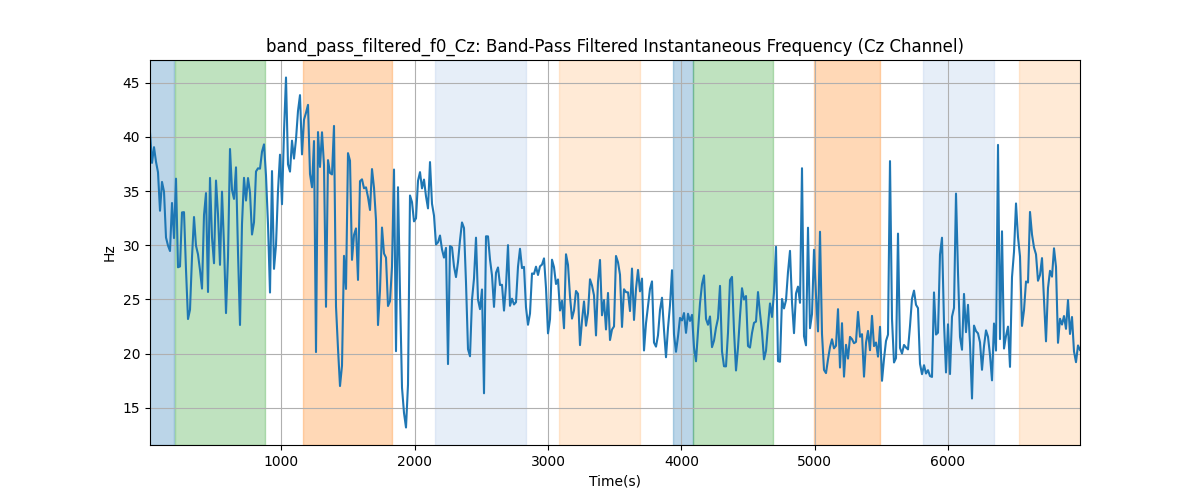 band_pass_filtered_f0_Cz: Band-Pass Filtered Instantaneous Frequency (Cz Channel)
45
40
35
30
25
20
15
Hz
1000 2000 3000 4000 5000 6000
Time(s)